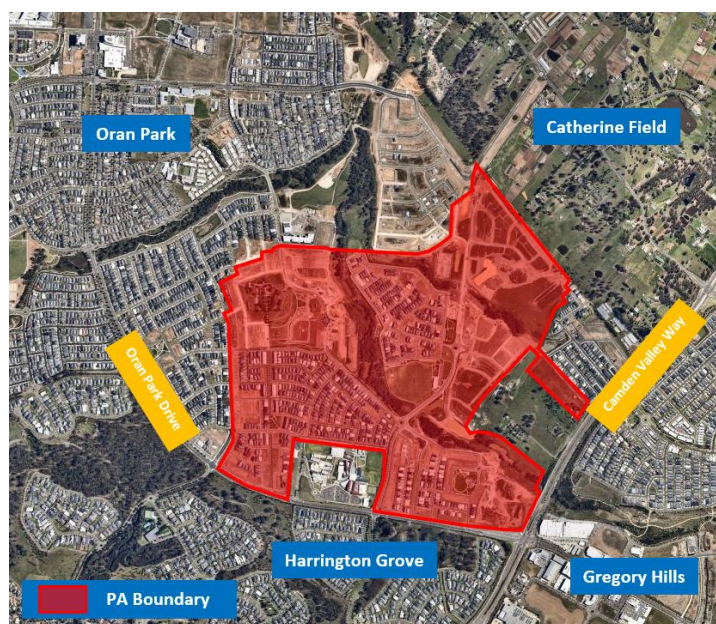 Oran Park
Catherine Field
Oran Park Drive
Camden Valley Way
Harrington Grove
Gregory Hills
PA Boundary